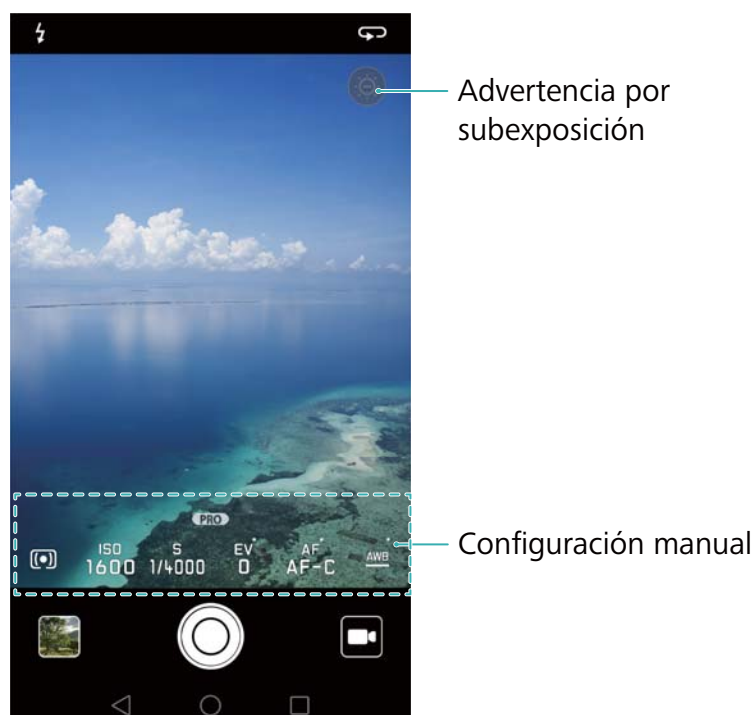 Advertencia por
subexposición
PRO
ISO S EV AF AWB
1600 1/4000 0 AF-C
Configuración manual